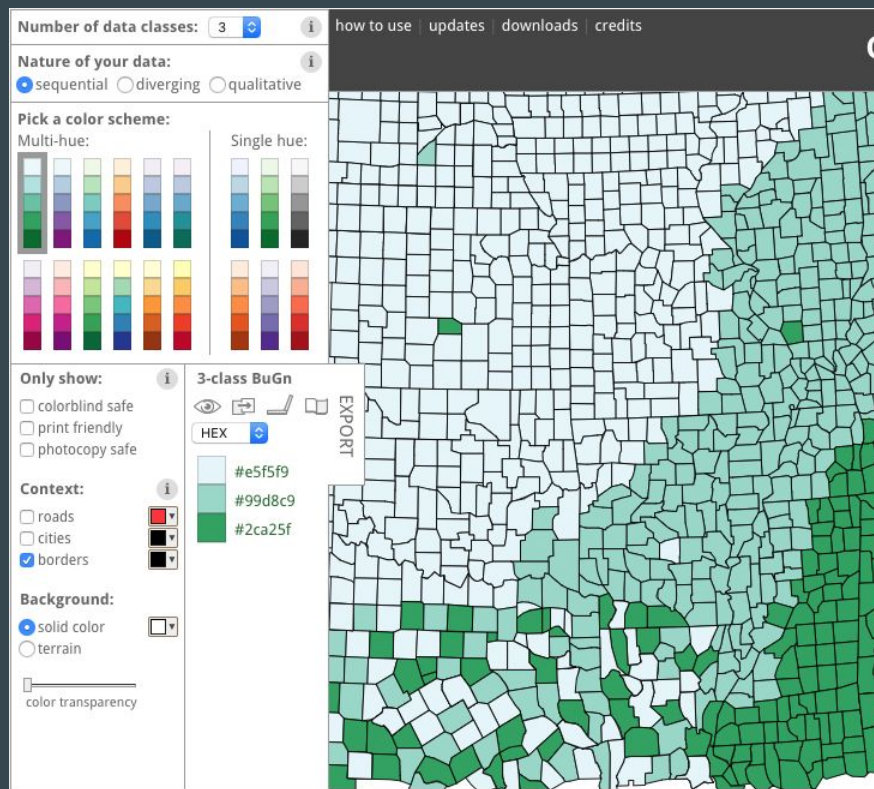 Number of data classes: 3 i
how to use | updates | downloads | credits
Nature of your data: i
sequential diverging qualitative
Pick a color scheme:
Multi-hue: Single hue:
Only show: i
colorblind safe
print friendly
photocopy safe
Context: i
roads
cities
borders
Background:
solid color
terrain
color transparency
3-class BuGn
EXPORT
HEX
#e5f5f9
#99d8c9
#2ca25f